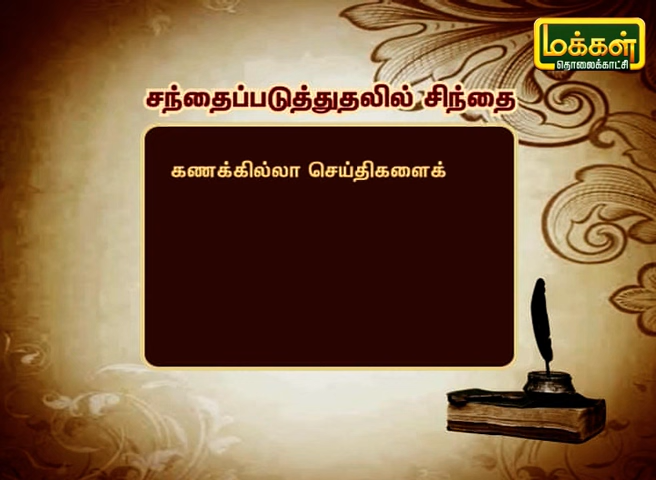 மக்கள்
தொலைக்காட்சி
சந்தைப்படுத்துதலில் சிந்தை
கணக்கில்லா செய்திகளைக்